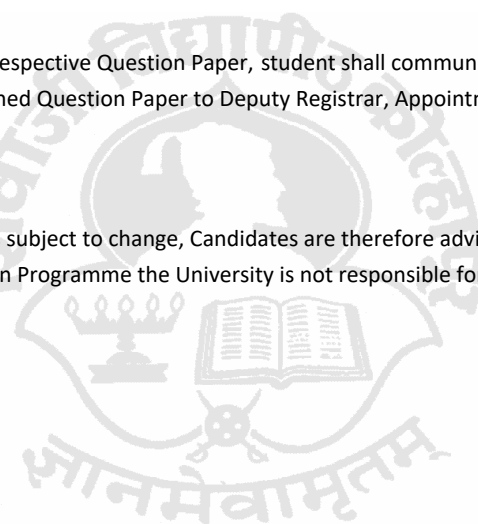 शिवाजी विद्यापीठ कोल्हापूर
espective Question Paper, student shall commun
ned Question Paper to Deputy Registrar, Appointr
subject to change, Candidates are therefore advi
n Programme the University is not responsible fo
ज्ञानमेवामृतम्